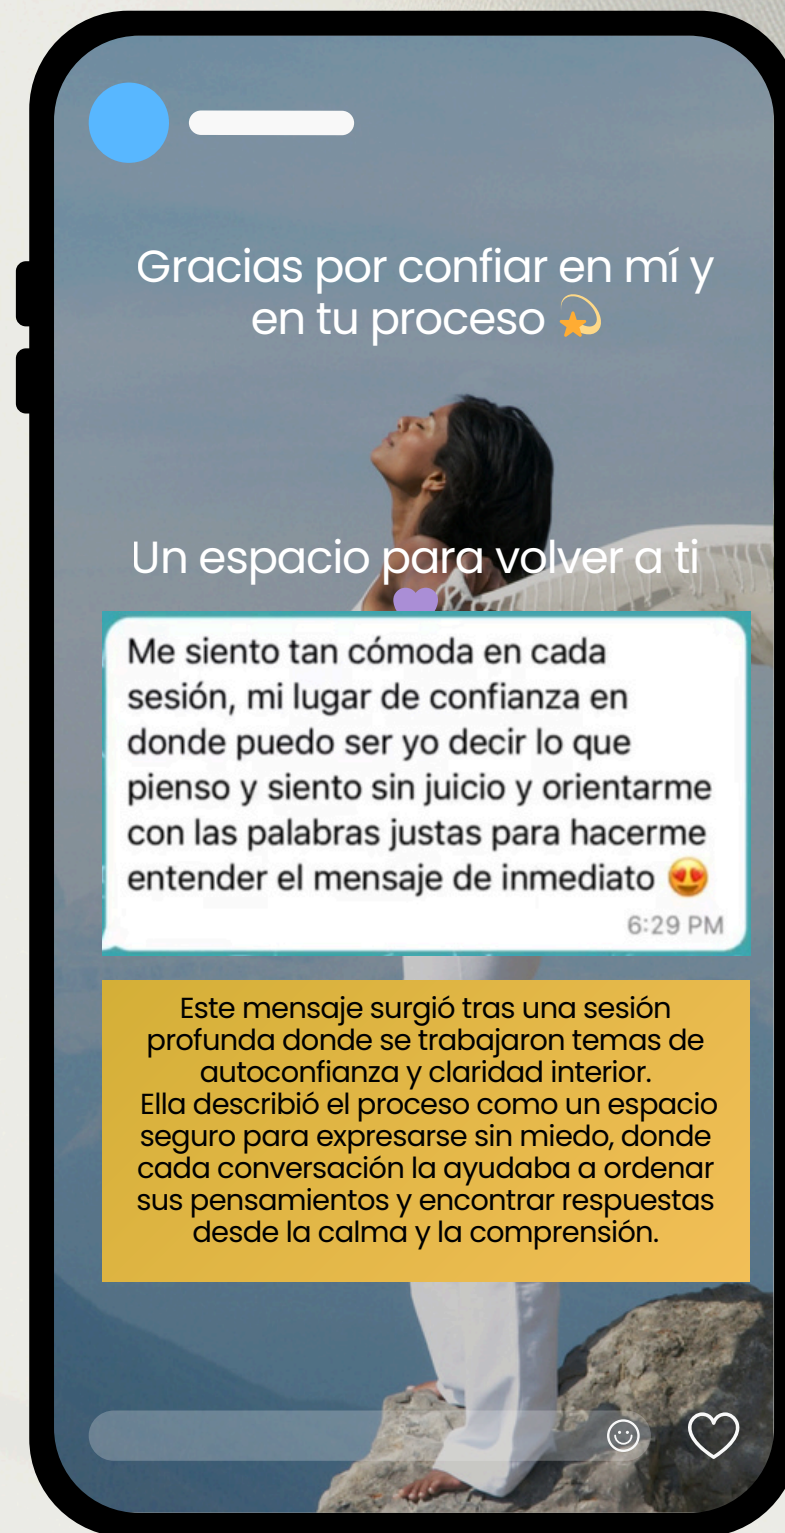 Gracias por confiar en mí y
en tu proceso 💫
Un espacio para volver a ti
💜
Me siento tan cómoda en cada
sesión, mi lugar de confianza en
donde puedo ser yo decir lo que
pienso y siento sin juicio y orientarme
con las palabras justas para hacerme
entender el mensaje de inmediato 😍
6:29 PM
Este mensaje surgió tras una sesión
profunda donde se trabajaron temas de
autoconfianza y claridad interior.
Ella describió el proceso como un espacio
seguro para expresarse sin miedo, donde
cada conversación la ayudaba a ordenar
sus pensamientos y encontrar respuestas
desde la calma y la comprensión.